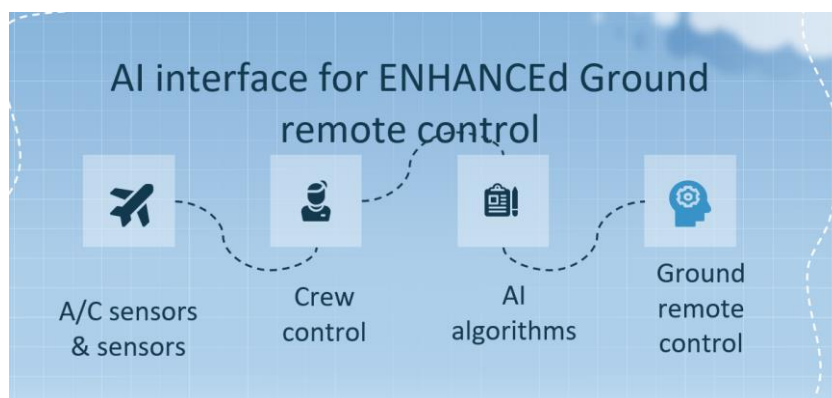 AI interface for ENHANCEd Ground
remote control
A/C sensors
& sensors
Crew
control
AI
algorithms
Ground
remote
control